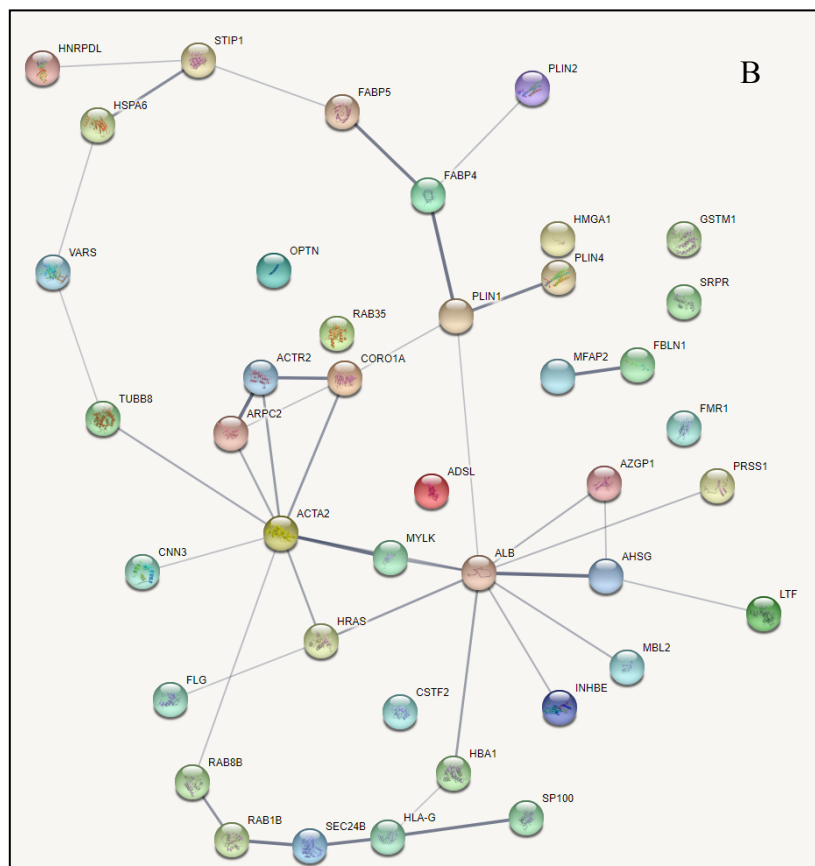 STIP1
HNRPDL
B
PLIN2
FABP5
HSPA6
FABP4
HMGA1
GSTM1
OPTN
VARS
PLIN4
SRPR
PLIN1
RAB35
FBLN1
MFAP2
ACTR2
CORO1A
TUBB8
ARPC2
FMR1
AZGP1
PRSS1
ADSL
ACTA2
MYLK
ALB
CNN3
AHSG
LTF
HRAS
MBL2
FLG
INHBE
CSTF2
HBA1
RAB8B
SP100
HLA-G
RAB1B
SEC24B